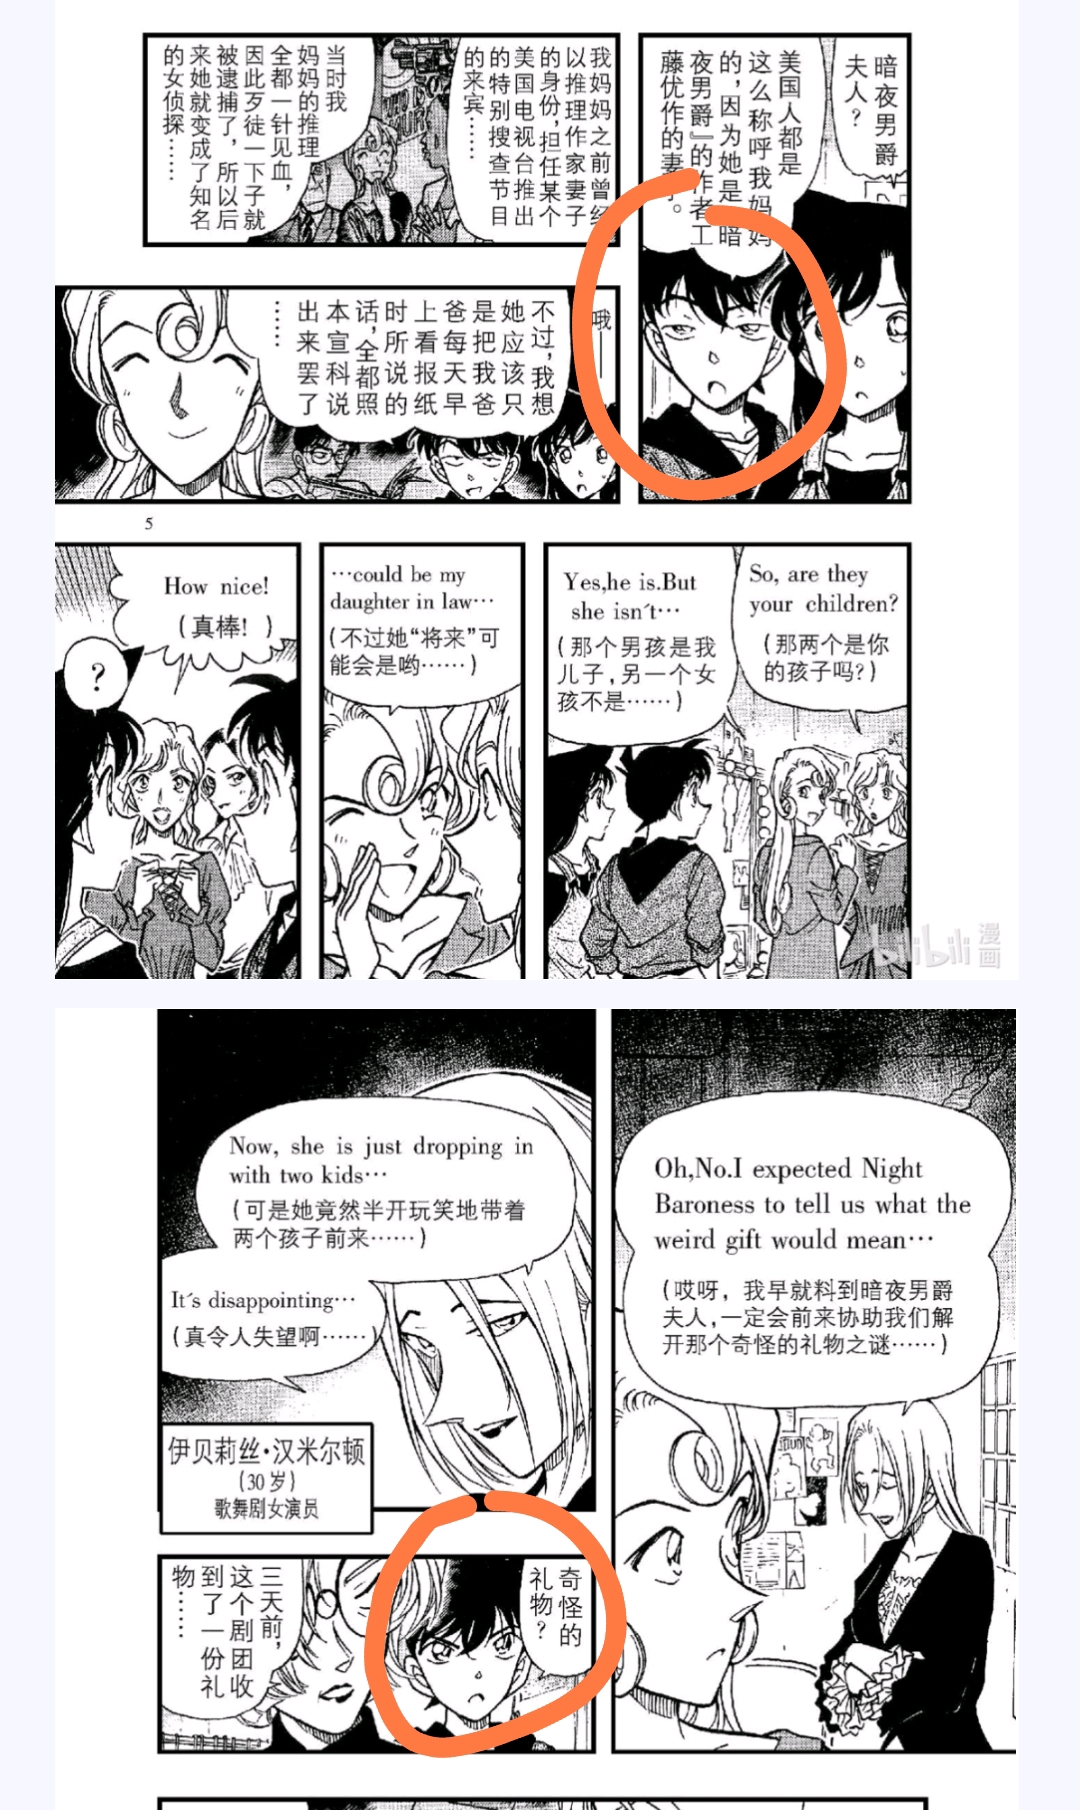 暗夜男爵
夫人？
美国人都是
这么称呼我妈妈
的，因为她是『暗
夜男爵』的作者工
藤优作的妻子。
我妈妈之前曾经
以推理作家妻子
的身份，担任某个
美国电视台推出
的特别搜查节目
的来宾……
当时我
妈妈的推理
全都一针见血，
因此歹徒一下子就
被逮捕了，所以后
来她就变成了知名
的女侦探……
哦——
不过，我想
她应该只
是把我爸
爸每天早
上看报纸
时所说的
话，全都照
本宣科说
出来罢了
……
5
So, are they
your children?
（那两个是你
的孩子吗?）
Yes,he is.But
she isn't…
（那个男孩是我
儿子，另一个女
孩不是……）
…could be my
daughter in law…
（不过她“将来”可
能会是哟……）
How nice!
（真棒！）
?
bilibili
漫画
Oh,No.I expected Night
Baroness to tell us what the
weird gift would mean…
（哎呀，我早就料到暗夜男爵
夫人，一定会前来协助我们解
开那个奇怪的礼物之谜……）
Now, she is just dropping in
with two kids…
（可是她竟然半开玩笑地带着
两个孩子前来……）
It's disappointing…
（真令人失望啊……）
伊贝莉丝·汉米尔顿
（30岁）
歌舞剧女演员
奇怪的
礼物？
三天前，
这个剧团收
到了一份礼
物……